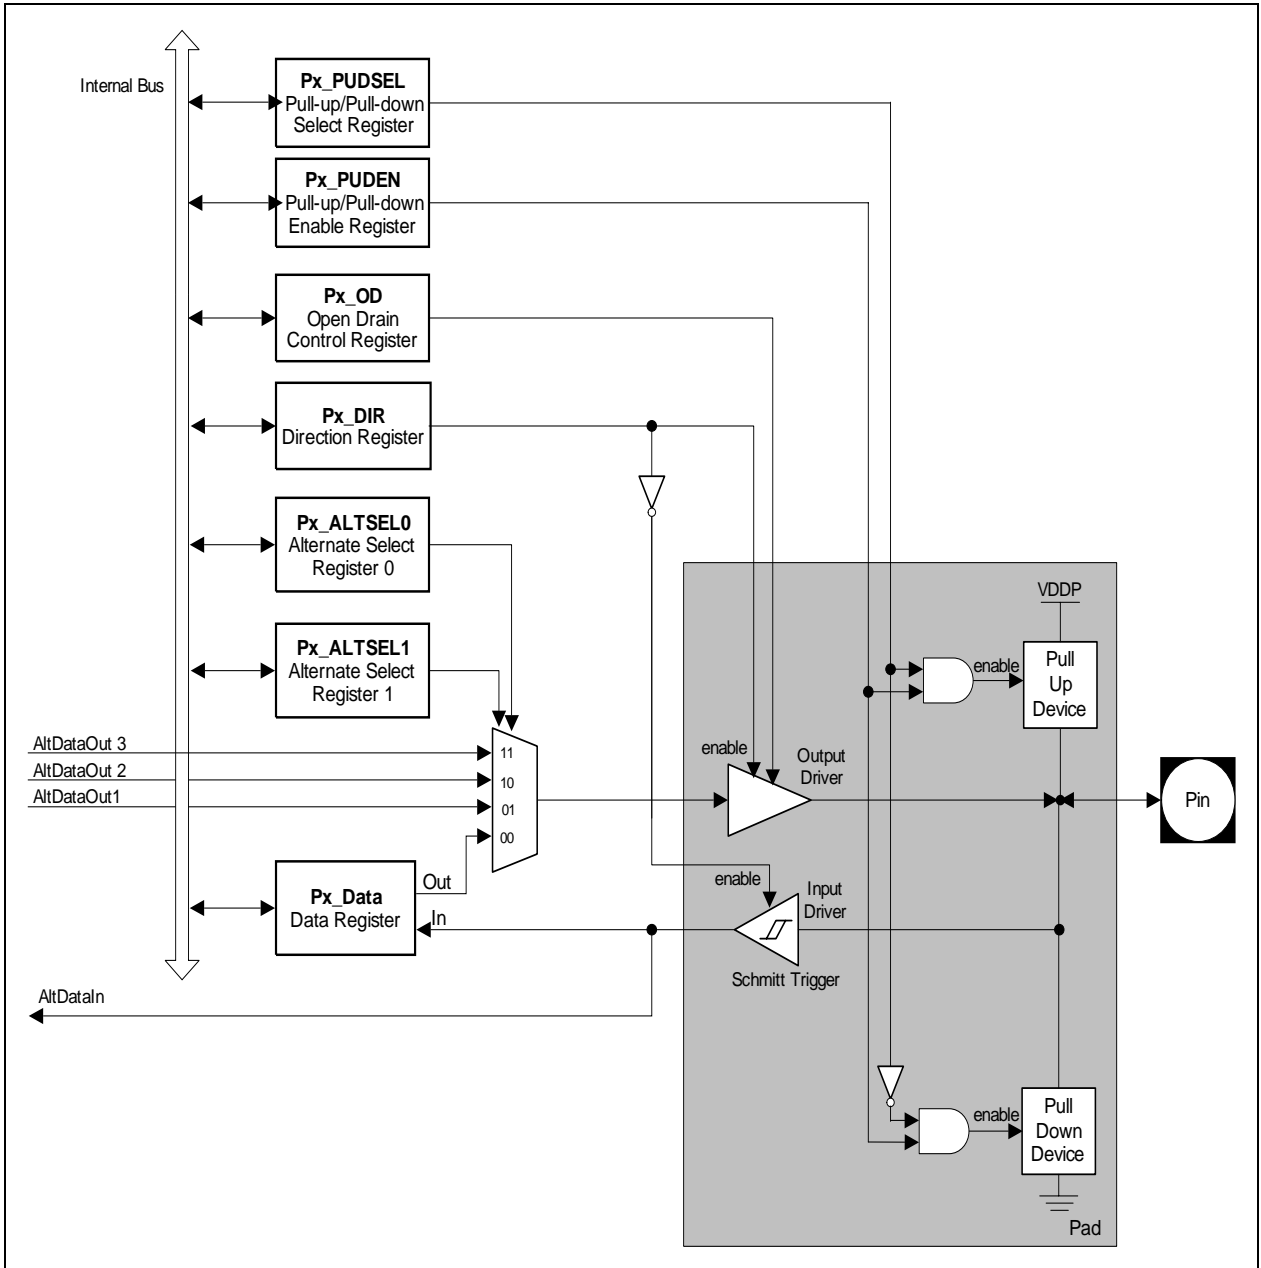 Internal Bus
Px_PUDSEL
Pull-up/Pull-down
Select Register
Px_PUDEN
Pull-up/Pull-down
Enable Register
Px_OD
Open Drain
Control Register
Px_DIR
Direction Register
Px_ALTSEL0
Alternate Select
Register 0
Px_ALTSEL1
Alternate Select
Register 1
AltDataOut 3
AltDataOut 2
AltDataOut1
11
10
01
00
Px_Data
Data Register
Out
In
AltDataIn
enable
Output
Driver
enable
Input
Driver
Schmitt Trigger
VDDP
enable
Pull
Up
Device
Pin
enable
Pull
Down
Device
Pad